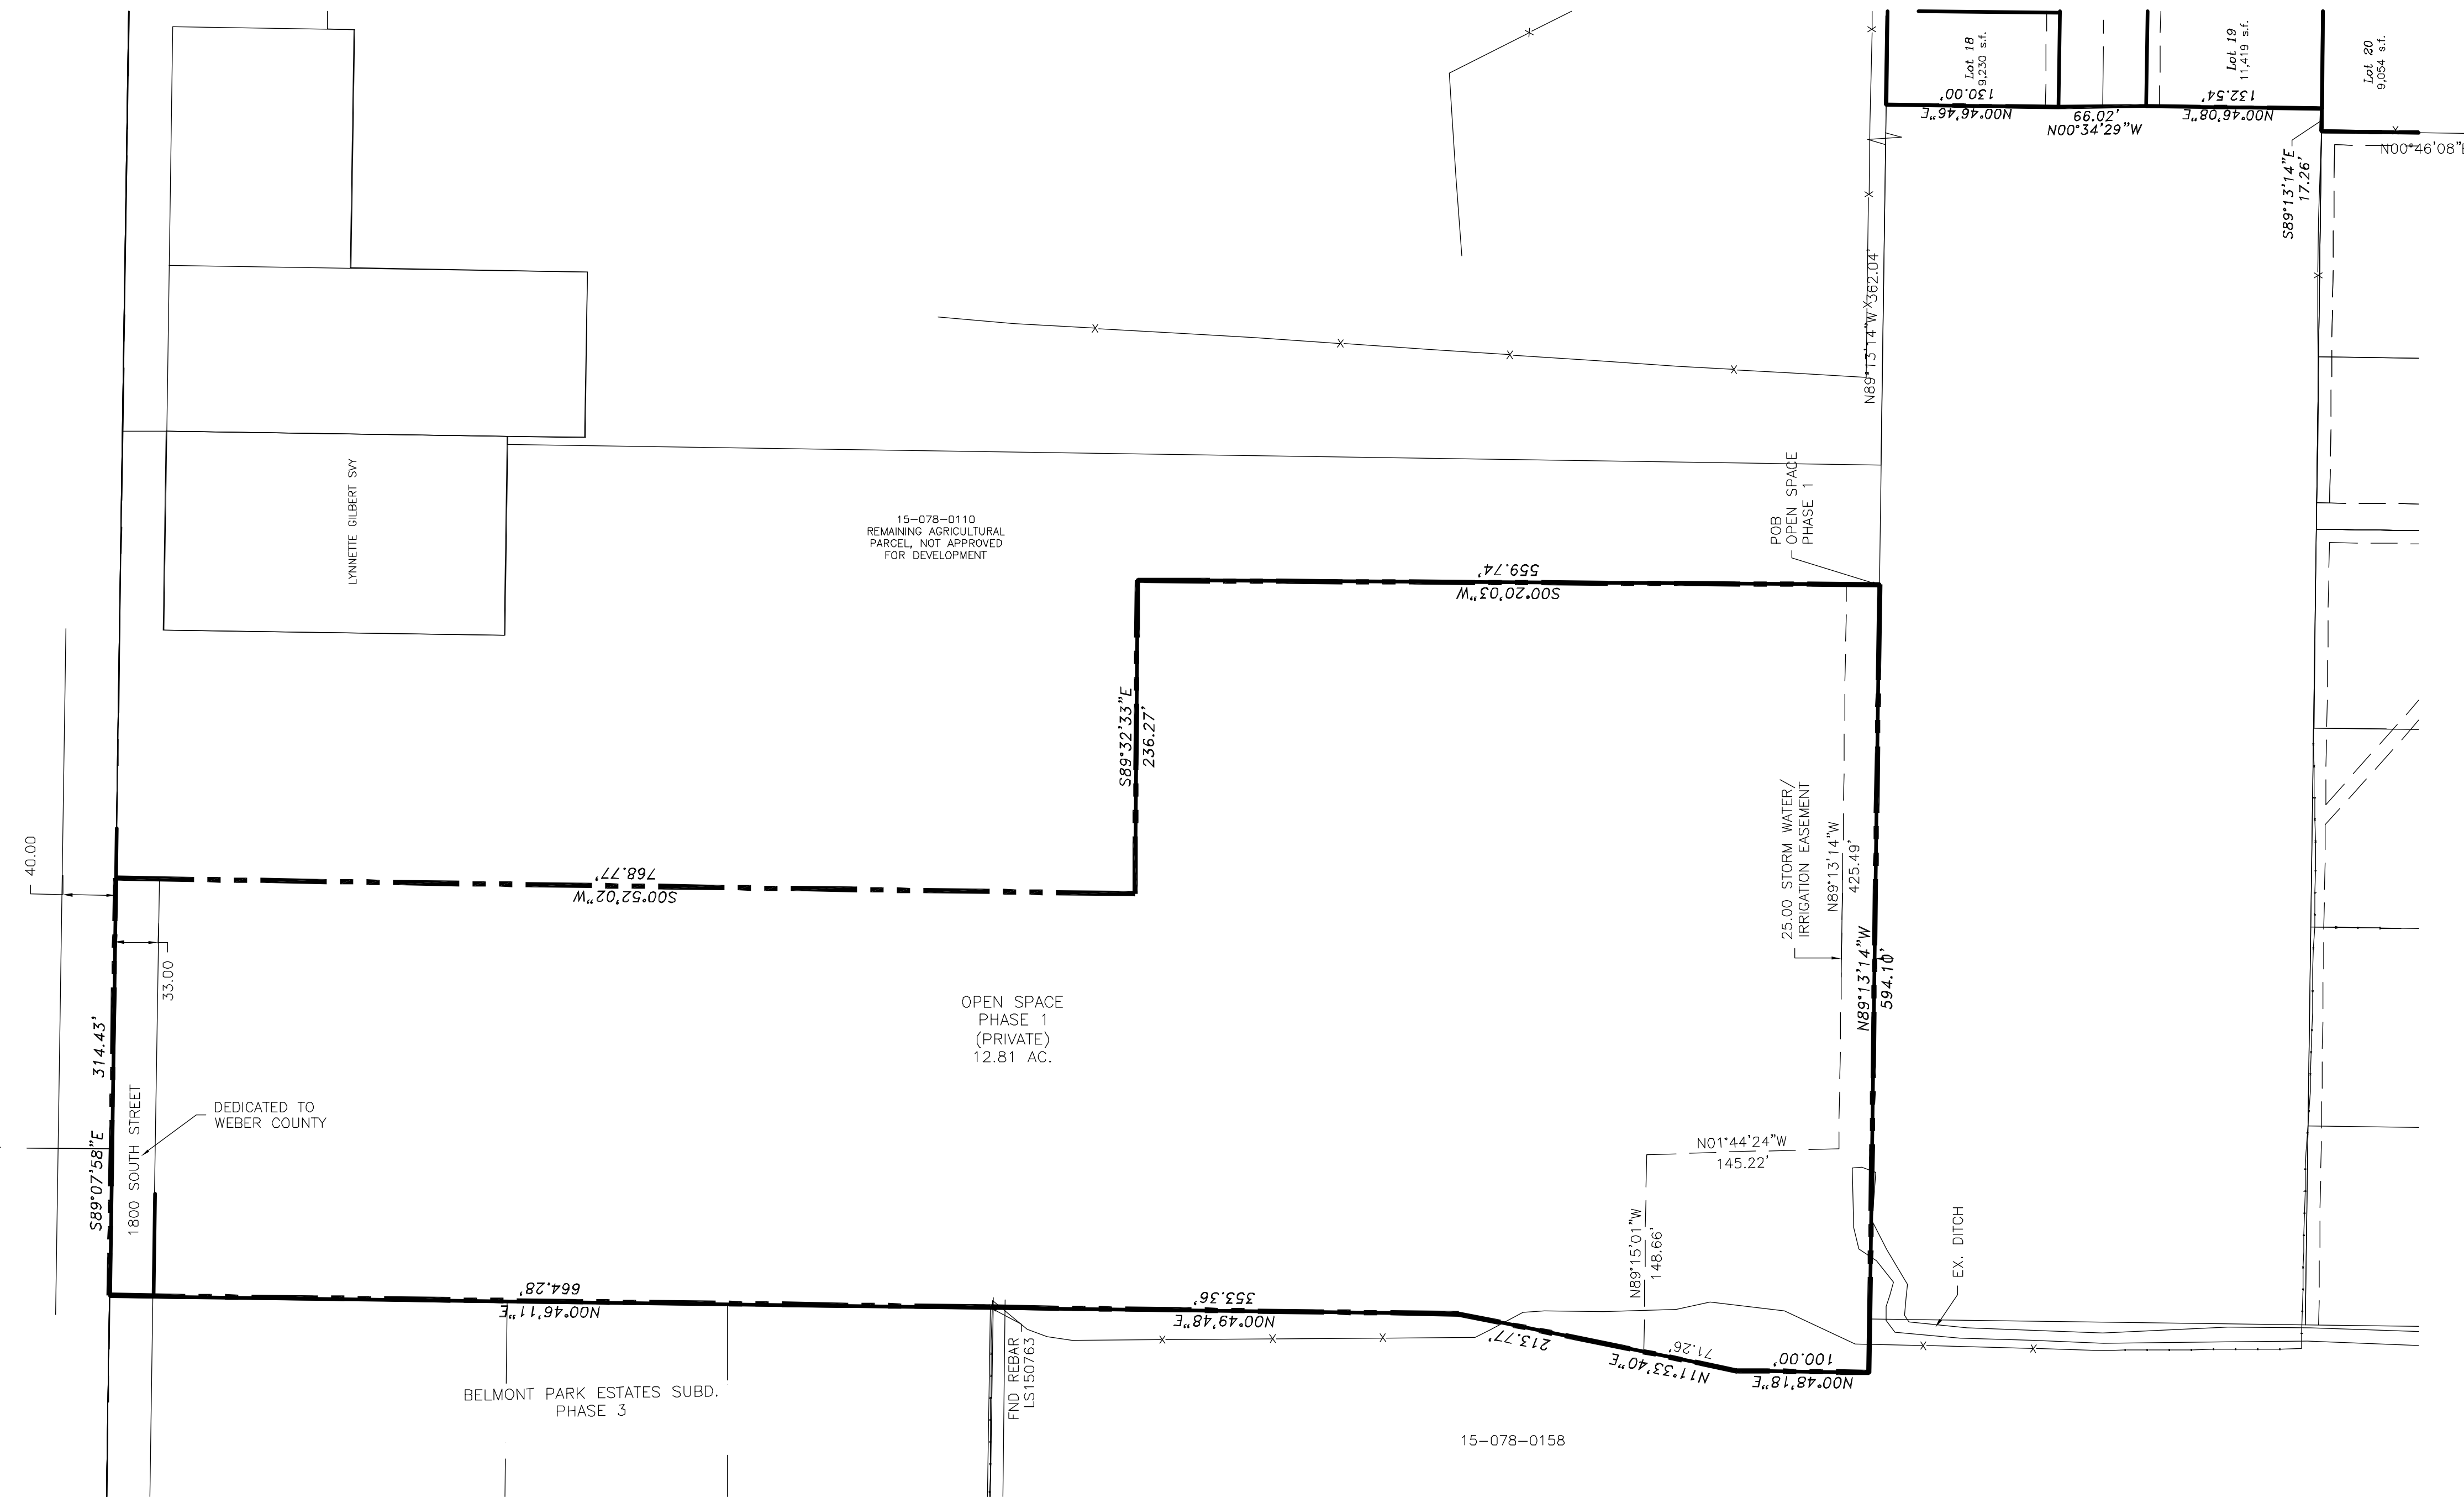 Lot 18
9,230 s.f.
130.00'
N00°46'46"E
66.02'
N00°34'29"W
Lot 19
11,419 s.f.
132.54'
N00°46'08"E
Lot 20
9,054 s.f.
S89°13'14"E
17.26'
N00°46'08"E
N89°13'14"W 362.04'
LYNNETTE GILBERT SVY
15-078-0110
REMAINING AGRICULTURAL
PARCEL, NOT APPROVED
FOR DEVELOPMENT
POB
OPEN SPACE
PHASE 1
559.74'
S00°20'03"W
S89°32'33"E
236.27'
25.00 STORM WATER/
IRRIGATION EASEMENT
N89°13'14"W
425.49'
N89°13'14"W
594.10'
40.00
768.77'
S00°52'02"W
33.00
S89°07'58"E 314.43'
1800 SOUTH STREET
DEDICATED TO
WEBER COUNTY
OPEN SPACE
PHASE 1
(PRIVATE)
12.81 AC.
N01°44'24"W
145.22'
N89°15'01"W
148.66'
EX. DITCH
664.28'
N00°46'11"E
353.36'
N00°49'48"E
213.77'
N11°33'40"E
71.26'
100.00'
N00°48'18"E
FND REBAR
LS150763
BELMONT PARK ESTATES SUBD.
PHASE 3
15-078-0158